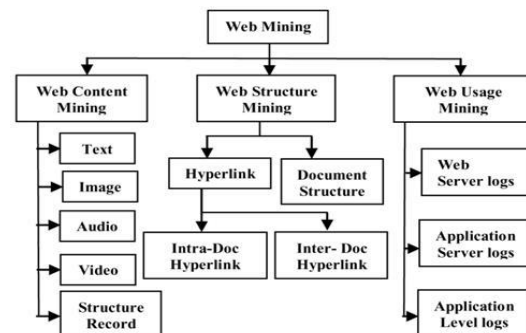 Web Mining
Web Content
Mining
Web Structure
Mining
Web Usage
Mining
Text
Image
Audio
Video
Structure
Record
Hyperlink
Document
Structure
Intra-Doc
Hyperlink
Inter- Doc
Hyperlink
Web
Server logs
Application
Server logs
Application
Level logs